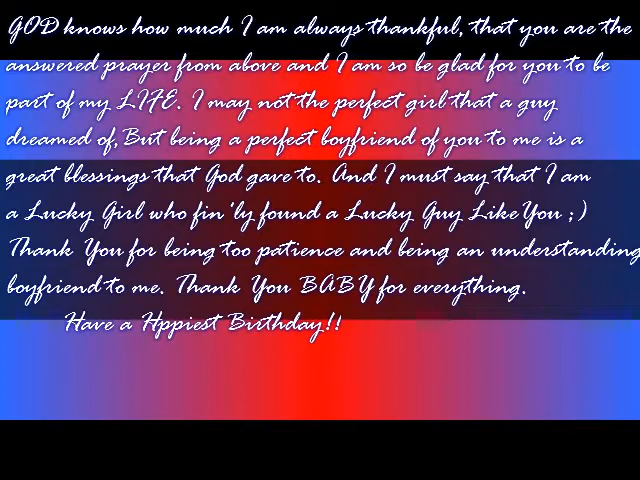 GOD knows how much I am always thankful, that you are the
answered prayer from above and I am so be glad for you to be
part of my LIFE. I may not the perfect girl that a guy
dreamed of,But being a perfect boyfriend of you to me is a
great blessings that God gave to. And I must say that I am
a Lucky Girl who fin'ly found a Lucky Guy Like You ;)
Thank You for being too patience and being an understanding
boyfriend to me. Thank You BABY for everything.
Have a Hppiest Birthday!!